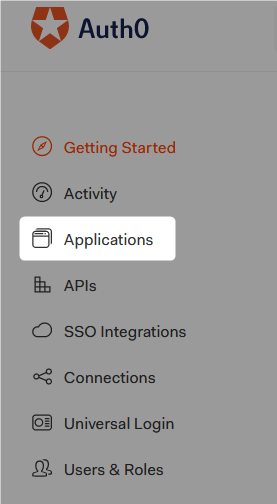 Auth0
Getting Started
Activity
Applications
APIs
SSO Integrations
Connections
Universal Login
Users & Roles